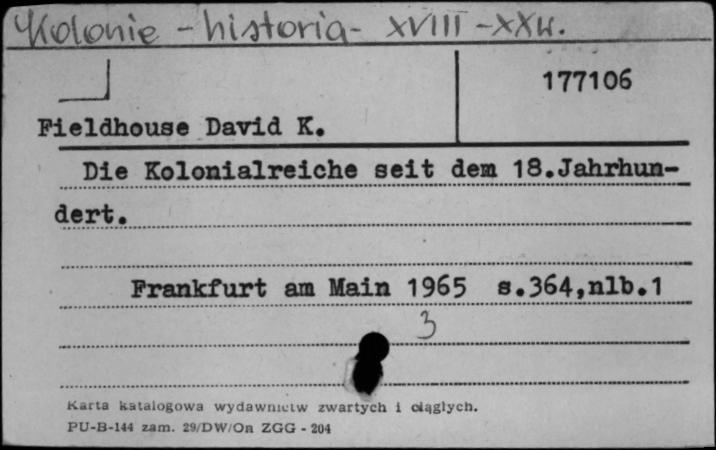 Kolonie - historia - XVIII - XX w.
177106
Fieldhouse David K.
Die Kolonialreiche seit dem 18.Jahrhun-
dert.
Frankfurt am Main 1965 s.364,nlb.1
3
Karta katalogowa wydawnictw zwartych i ciągłych.
PU-B-144 zam. 29/DW/On ZGG - 204